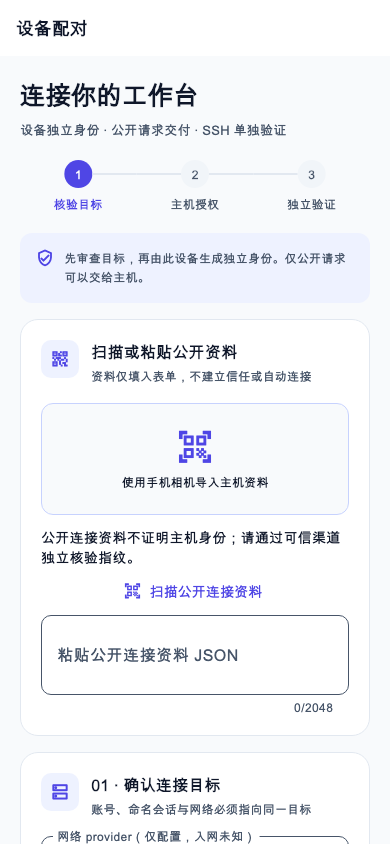 设备配对
连接你的工作台
设备独立身份 · 公开请求交付 · SSH 单独验证
1
2
3
核验目标
主机授权
独立验证
先审查目标，再由此设备生成独立身份。仅公开请求
可以交给主机。
扫描或粘贴公开资料
资料仅填入表单，不建立信任或自动连接
使用手机相机导入主机资料
公开连接资料不证明主机身份；请通过可信渠道
独立核验指纹。
扫描公开连接资料
粘贴公开连接资料 JSON
0/2048
01 · 确认连接目标
账号、命名会话与网络必须指向同一目标
网络 provider（仅配置，入网未知）